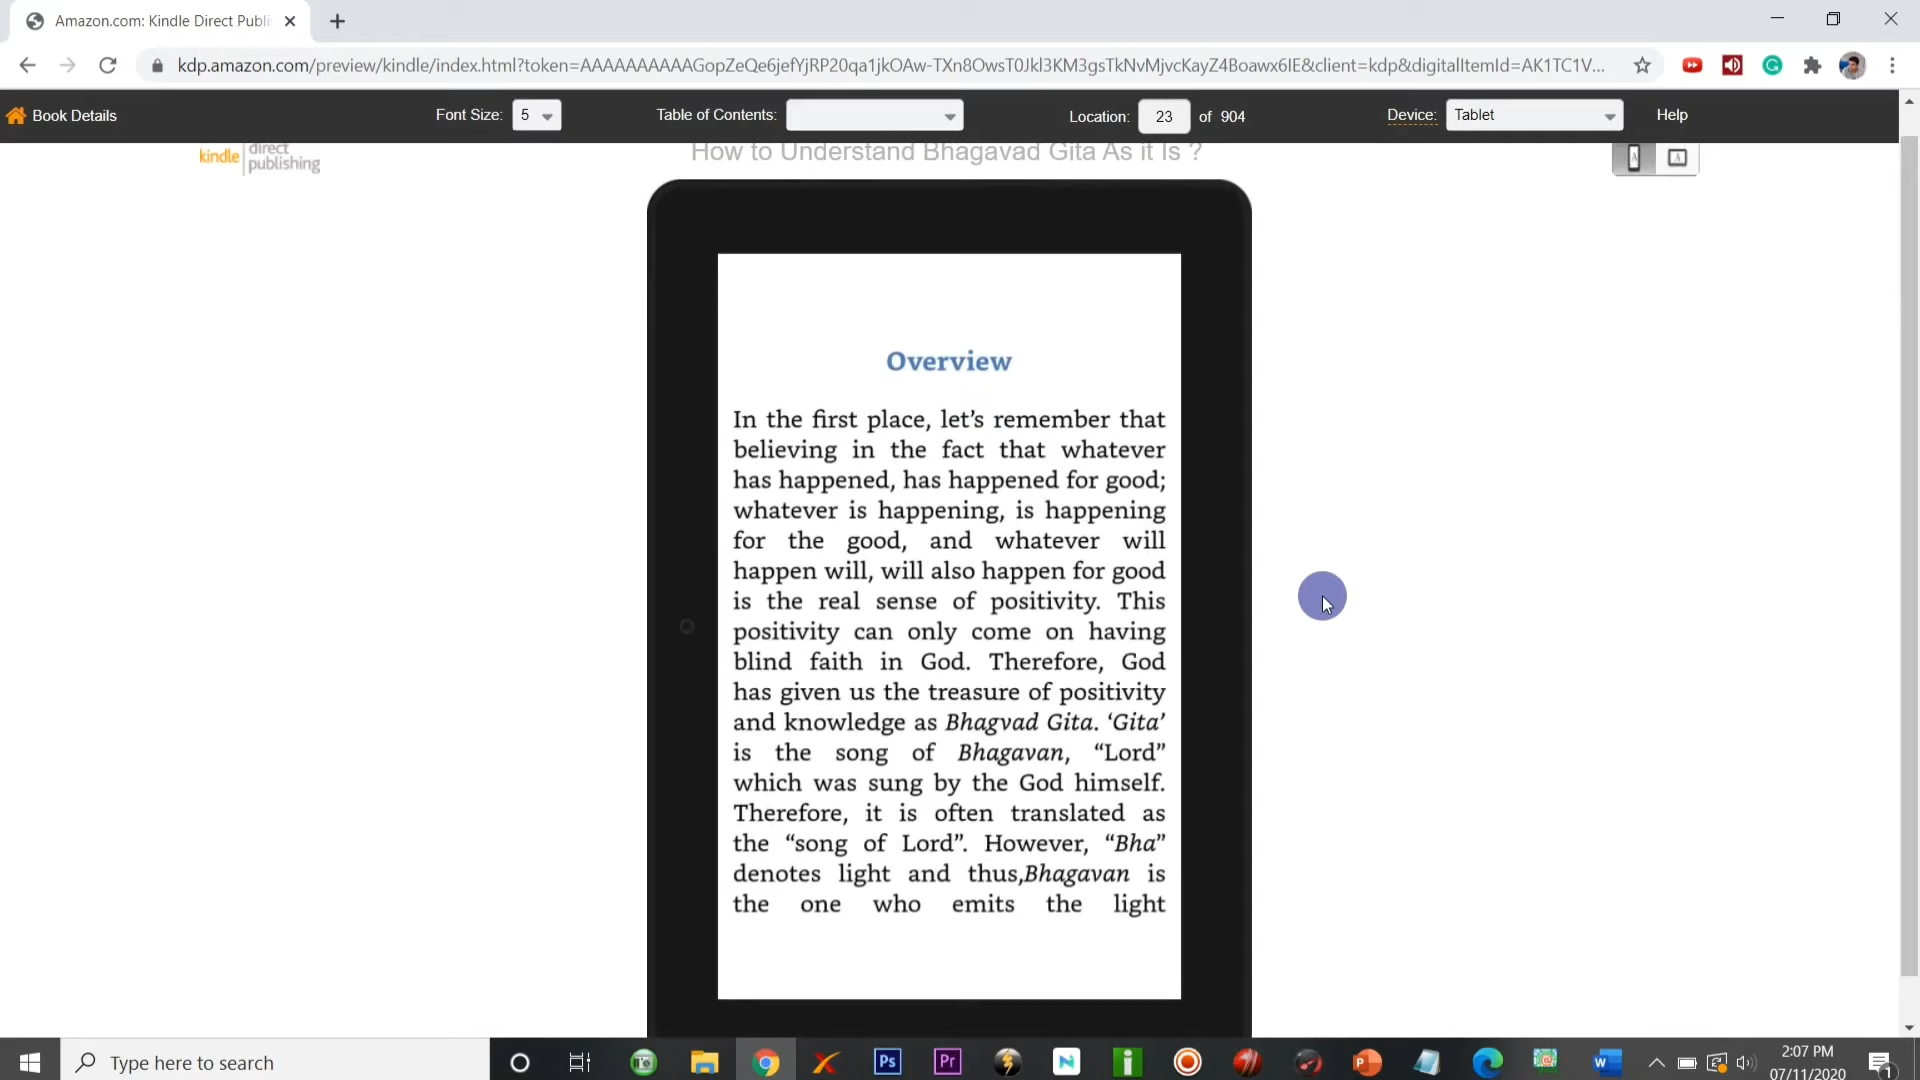 Amazon.com: Kindle Direct Publi
kdp.amazon.com/preview/kindle/index.html?token=AAAAAAAAAAGopZeQe6jefYjRP20qa1jkOAw-TXn8OwsT0Jkl3KM3gsTkNvMjvcKayZ4Boawx6IE&client=kdp&digitalItemId=AK1TC1V...
Book Details
Font Size: 5
Table of Contents:
Location: 23 of 904
Device: Tablet
Help
kindle direct publishing
How to Understand Bhagavad Gita As it Is ?
Overview
In the first place, let’s remember that
believing in the fact that whatever
has happened, has happened for good;
whatever is happening, is happening
for the good, and whatever will
happen will, will also happen for good
is the real sense of positivity. This
positivity can only come on having
blind faith in God. Therefore, God
has given us the treasure of positivity
and knowledge as Bhagvad Gita. ‘Gita’
is the song of Bhagavan, “Lord”
which was sung by the God himself.
Therefore, it is often translated as
the “song of Lord”. However, “Bha”
denotes light and thus,Bhagavan is
the one who emits the light
Type here to search
Ps
Pr
2:07 PM
07/11/2020
1